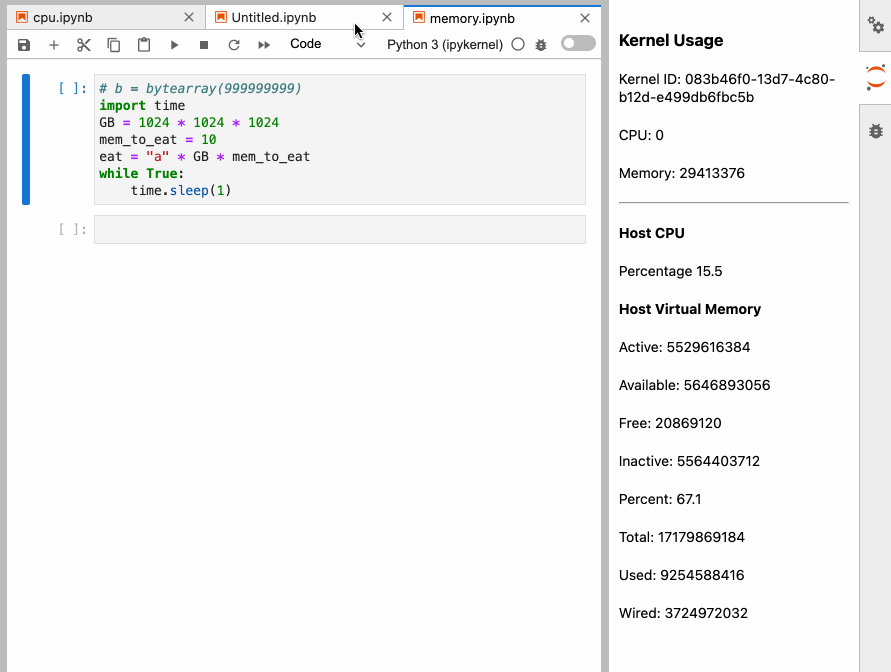 cpu.ipynb
Untitled.ipynb
memory.ipynb
Code
Python 3 (ipykernel)
[ ]:
# b = bytearray(999999999)
import time
GB = 1024 * 1024 * 1024
mem_to_eat = 10
eat = "a" * GB * mem_to_eat
while True:
    time.sleep(1)
[ ]:
Kernel Usage
Kernel ID: 083b46f0-13d7-4c80-
b12d-e499db6fbc5b
CPU: 0
Memory: 29413376
Host CPU
Percentage 15.5
Host Virtual Memory
Active: 5529616384
Available: 5646893056
Free: 20869120
Inactive: 5564403712
Percent: 67.1
Total: 17179869184
Used: 9254588416
Wired: 3724972032